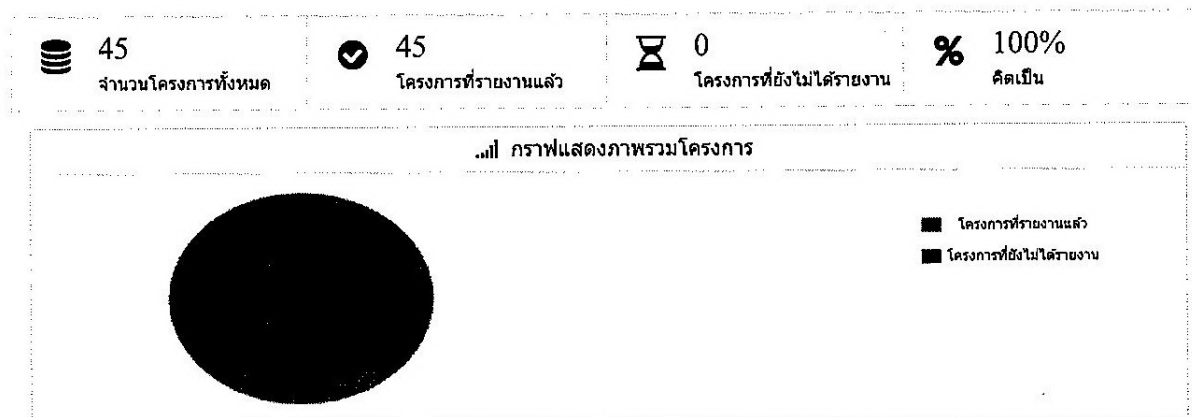 45
จำนวนโครงการทั้งหมด
45
โครงการที่รายงานแล้ว
0
โครงการที่ยังไม่ได้รายงาน
100%
คิดเป็น
กราฟแสดงภาพรวมโครงการ
โครงการที่รายงานแล้ว
โครงการที่ยังไม่ได้รายงาน